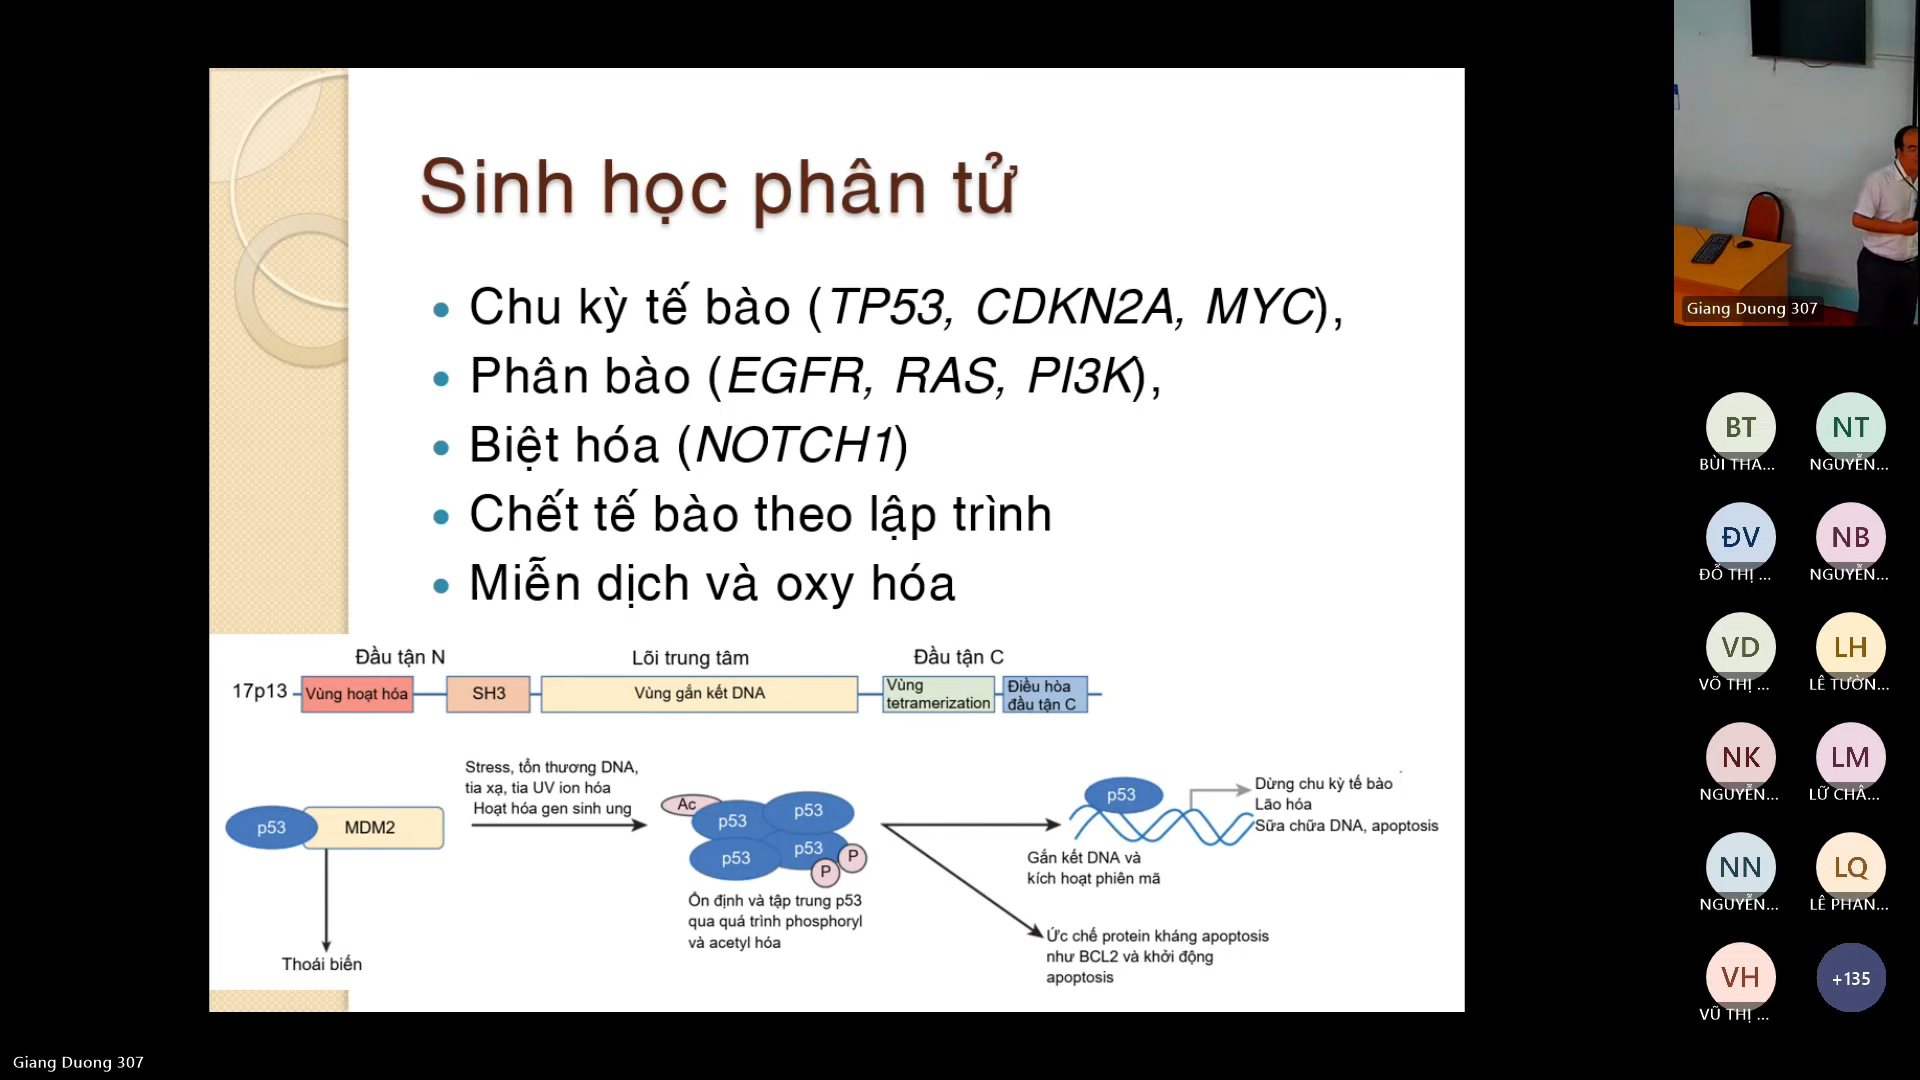 Sinh học phân tử
Chu kỳ tế bào (TP53, CDKN2A, MYC),
Phân bào (EGFR, RAS, PI3K),
Biệt hóa (NOTCH1)
Chết tế bào theo lập trình
Miễn dịch và oxy hóa
Đầu tận N
Lõi trung tâm
Đầu tận C
17p13
Vùng hoạt hóa
SH3
Vùng gắn kết DNA
Vùng
tetramerization
Điều hòa
đầu tận C
p53
MDM2
Thoái biến
Stress, tổn thương DNA,
tia xạ, tia UV ion hóa
Hoạt hóa gen sinh ung
Ac
p53
p53
p53
p53
P
P
Ổn định và tập trung p53
qua quá trình phosphoryl
và acetyl hóa
p53
Gắn kết DNA và
kích hoạt phiên mã
Dừng chu kỳ tế bào
Lão hóa
Sữa chữa DNA, apoptosis
Ức chế protein kháng apoptosis
như BCL2 và khởi động
apoptosis
Giang Duong 307
BT
BÙI THA...
NT
NGUYỄN...
ĐV
ĐỖ THỊ ...
NB
NGUYỄN...
VD
VÕ THỊ ...
LH
LÊ TƯỜN...
NK
NGUYỄN...
LM
LỮ CHÂ...
NN
NGUYỄN...
LQ
LÊ PHAN...
VH
VŨ THỊ ...
+135
Giang Duong 307